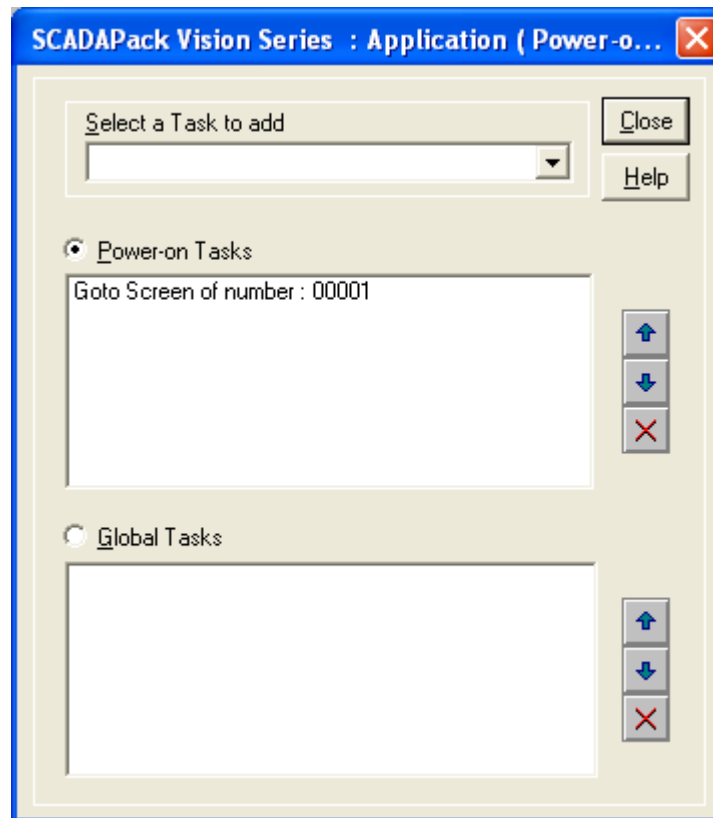 SCADAPack Vision Series : Application ( Power-o...
Select a Task to add
Close
Help
Power-on Tasks
Goto Screen of number : 00001
Global Tasks